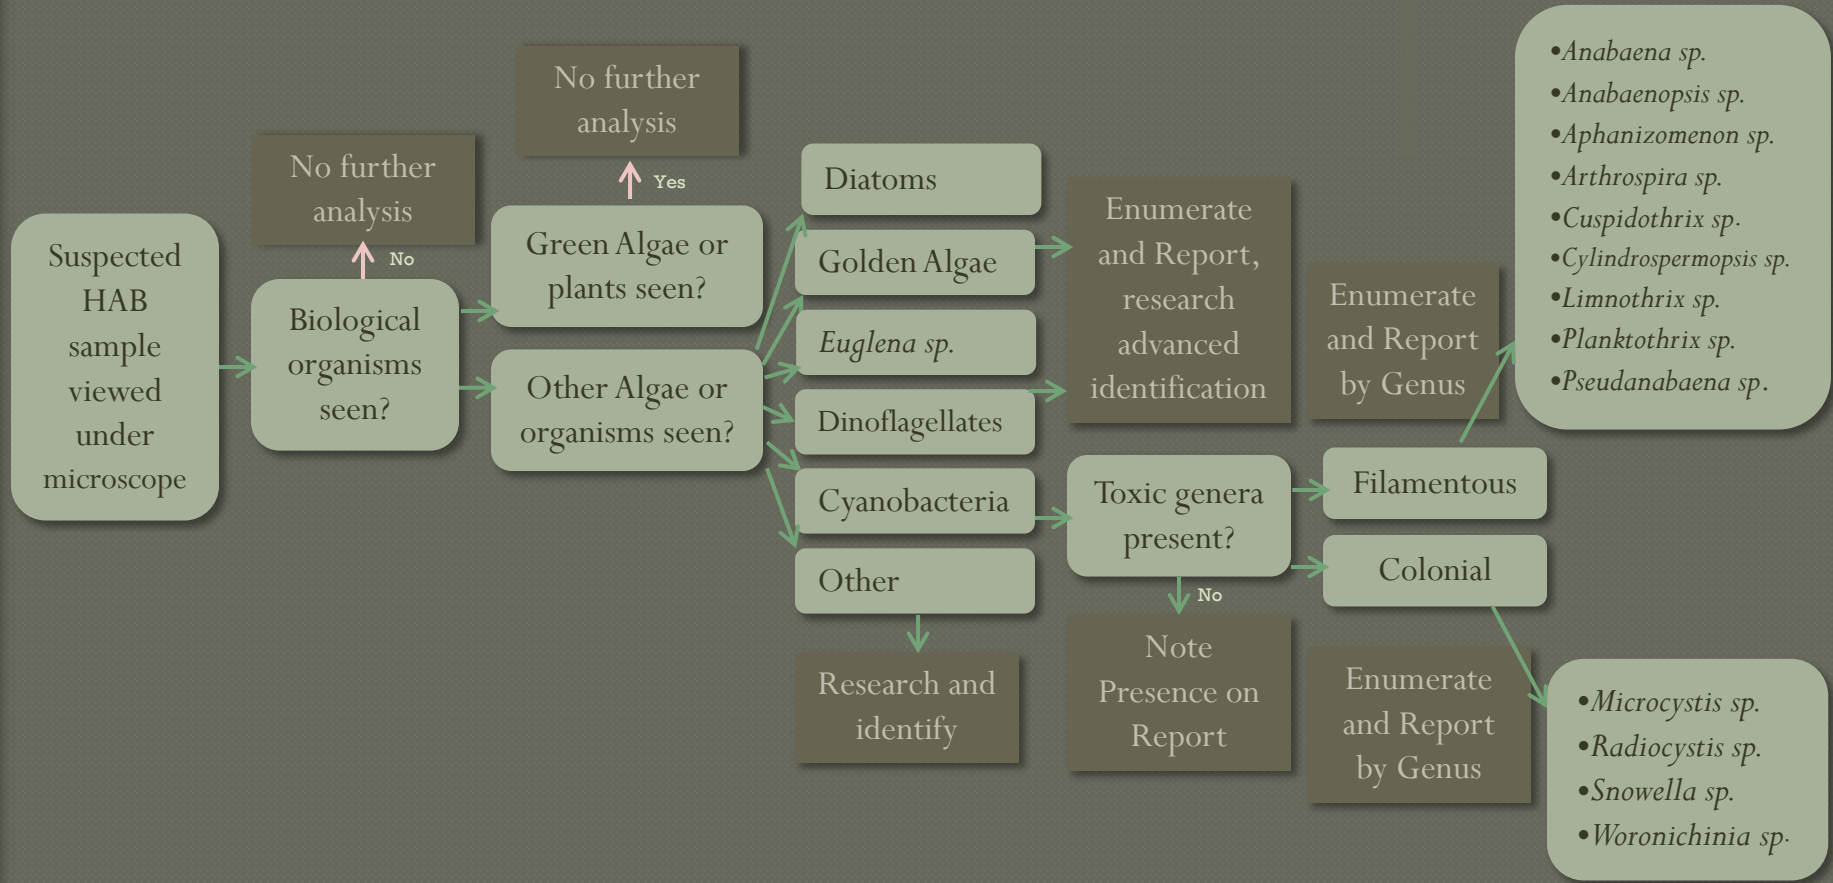 Suspected
HAB
sample
viewed
under
microscope
No further
analysis
No
Biological
organisms
seen?
No further
analysis
Yes
Green Algae or
plants seen?
Other Algae or
organisms seen?
Diatoms
Golden Algae
Euglena sp.
Dinoflagellates
Cyanobacteria
Other
Research and
identify
Enumerate
and Report,
research
advanced
identification
Toxic genera
present?
No
Note
Presence on
Report
Enumerate
and Report
by Genus
Filamentous
Colonial
Enumerate
and Report
by Genus
•Anabaena sp.
•Anabaenopsis sp.
•Aphanizomenon sp.
•Arthrospira sp.
•Cuspidothrix sp.
•Cylindrospermopsis sp.
•Limnothrix sp.
•Planktothrix sp.
•Pseudanabaena sp.
•Microcystis sp.
•Radiocystis sp.
•Snowella sp.
•Woronichinia sp.